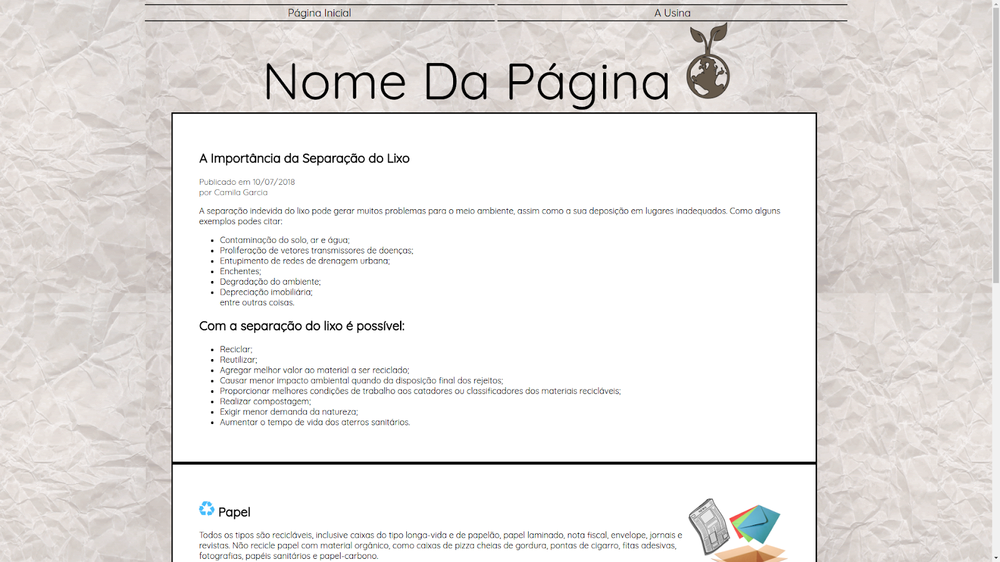 Página Inicial
A Usina
Nome Da Página
A Importância da Separação do Lixo
Publicado em 10/07/2018
por Camila Garcia
A separação indevida do lixo pode gerar muitos problemas para o meio ambiente, assim como a sua deposição em lugares inadequados. Como alguns
exemplos podes citar:
• Contaminação do solo, ar e água;
• Proliferação de vetores transmissores de doenças;
• Entupimento de redes de drenagem urbana;
• Enchentes;
• Degradação do ambiente;
• Depreciação imobiliária;
entre outras coisas.
Com a separação do lixo é possível:
• Reciclar;
• Reutilizar;
• Agregar melhor valor ao material a ser reciclado;
• Causar menor impacto ambiental quando da disposição final dos rejeitos;
• Proporcionar melhores condições de trabalho aos catadores ou classificadores dos materiais recicláveis;
• Realizar compostagem;
• Exigir menor demanda da natureza;
• Aumentar o tempo de vida dos aterros sanitários.
Papel
NEWS
Todos os tipos são recicláveis, inclusive caixas do tipo longa-vida e de papelão, papel laminado, nota fiscal, envelope, jornais e
revistas. Não recicle papel com material orgânico, como caixas de pizza cheias de gordura, pontas de cigarro, fitas adesivas,
fotografias, papéis sanitários e papel-carbono.